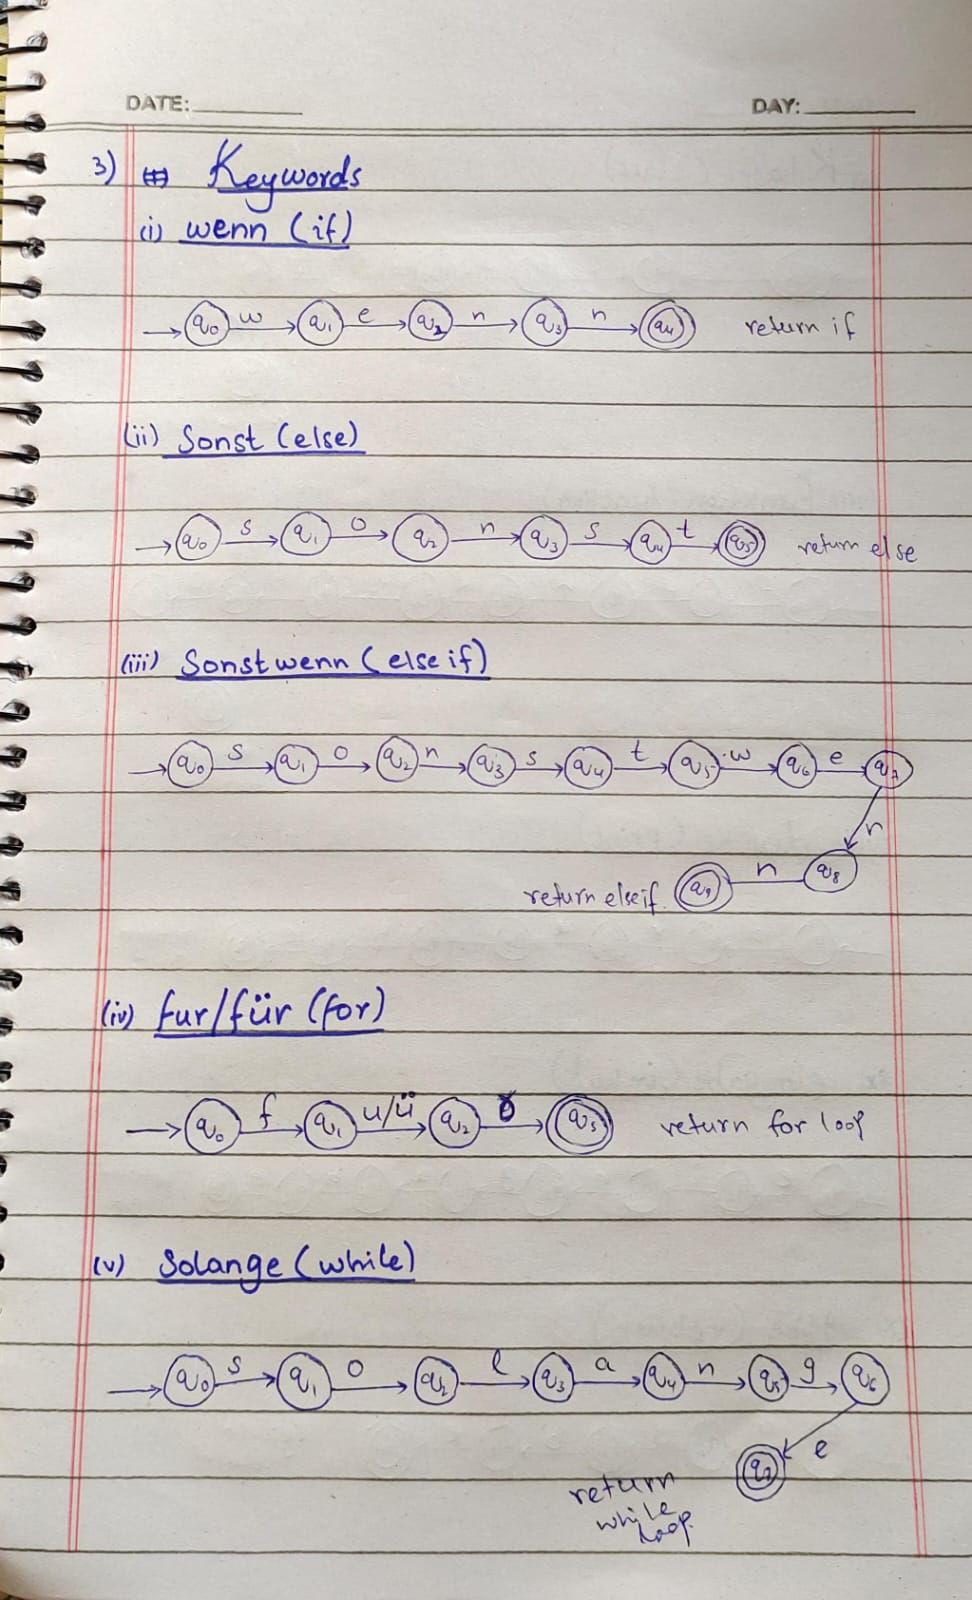 DATE: DAY:
3) Keywords
(i) wenn (if)
q0 w q1 e q2 n q3 n q4 return if
(ii) Sonst (else)
q0 s q1 o q2 n q3 s q4 t q5 return else
(iii) Sonstwenn (else if)
q0 s q1 o q2 n q3 s q4 t q5 w q6 e q7
n
return elseif. q9 n q8
(iv) fur/für (for)
q0 f q1 u/ü q2 q3 return for loop
(v) Solange (while)
q0 s q1 o q2 l q3 a q4 n q5 g q6
e
q7
return
while
loop.